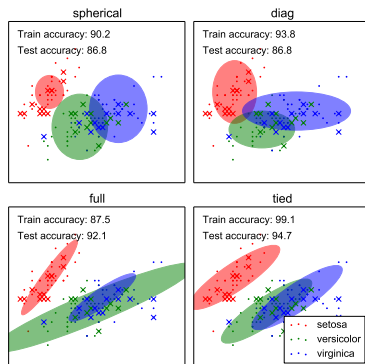 spherical
Train accuracy: 90.2
Test accuracy: 86.8
diag
Train accuracy: 93.8
Test accuracy: 86.8
full
Train accuracy: 87.5
Test accuracy: 92.1
tied
Train accuracy: 99.1
Test accuracy: 94.7
setosa
versicolor
virginica